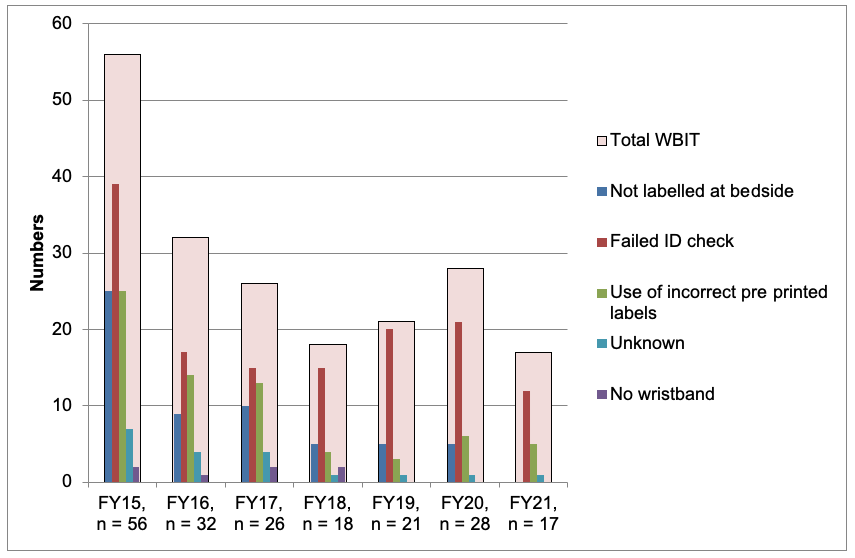 60
50
40
30
20
10
0
Numbers
FY15,
n = 56
FY16,
n = 32
FY17,
n = 26
FY18,
n = 18
FY19,
n = 21
FY20,
n = 28
FY21,
n = 17
Total WBIT
Not labelled at bedside
Failed ID check
Use of incorrect pre printed
labels
Unknown
No wristband